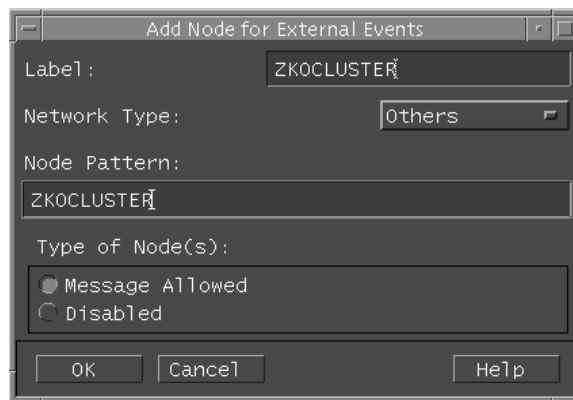 Add Node for External Events
Label: ZKOCLUSTER
Network Type: Others
Node Pattern:
ZKOCLUSTER
Type of Node(s):
Message Allowed
Disabled
OK Cancel Help